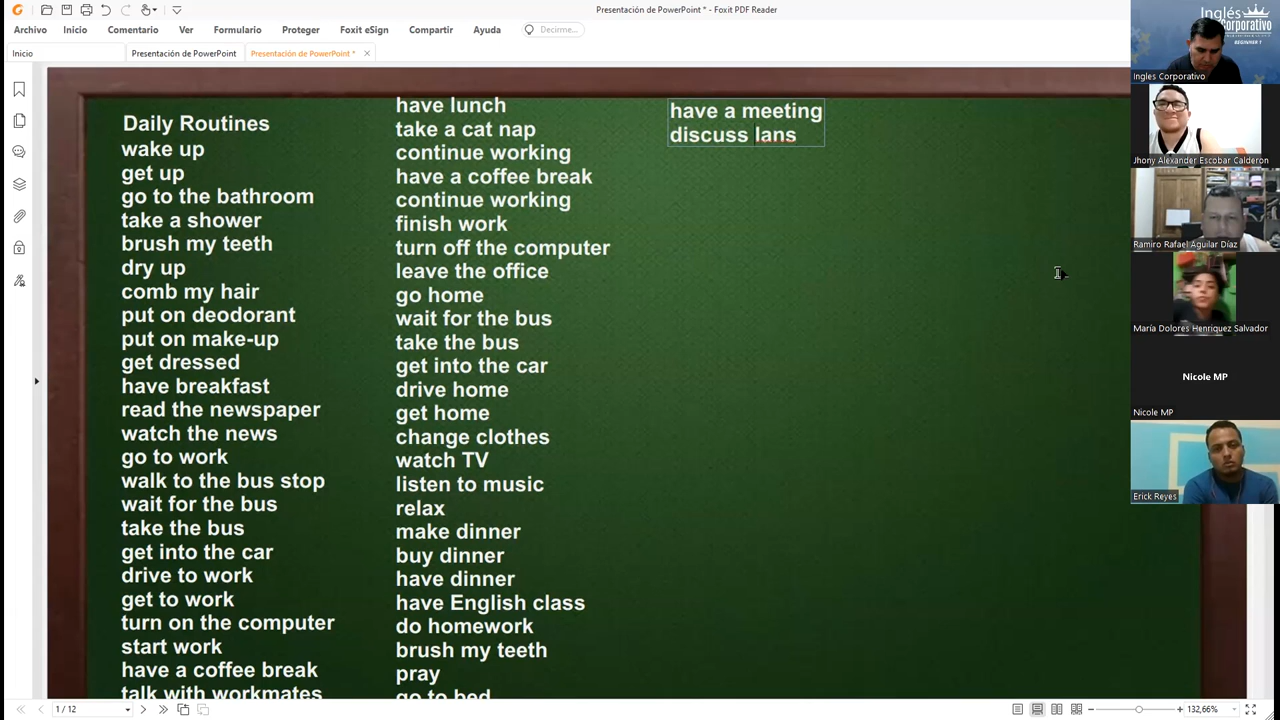 Presentación de PowerPoint * - Foxit PDF Reader
Archivo Inicio Comentario Ver Formulario Proteger Foxit eSign Compartir Ayuda Decirme...
Inicio Presentación de PowerPoint Presentación de PowerPoint *
Daily Routines
wake up
get up
go to the bathroom
take a shower
brush my teeth
dry up
comb my hair
put on deodorant
put on make-up
get dressed
have breakfast
read the newspaper
watch the news
go to work
walk to the bus stop
wait for the bus
take the bus
get into the car
drive to work
get to work
turn on the computer
start work
have a coffee break
talk with workmates
have lunch
take a cat nap
continue working
have a coffee break
continue working
finish work
turn off the computer
leave the office
go home
wait for the bus
take the bus
get into the car
drive home
get home
change clothes
watch TV
listen to music
relax
make dinner
buy dinner
have dinner
have English class
do homework
brush my teeth
pray
go to bed
have a meeting
discuss lans
Inglés
Corporativo
BEGINNER 1
Ingles Corporativo
Jhony Alexander Escobar Calderon
Ramiro Rafael Aguilar Díaz
María Dolores Henriquez Salvador
Nicole MP
Nicole MP
Erick Reyes
1 / 12
132,66%